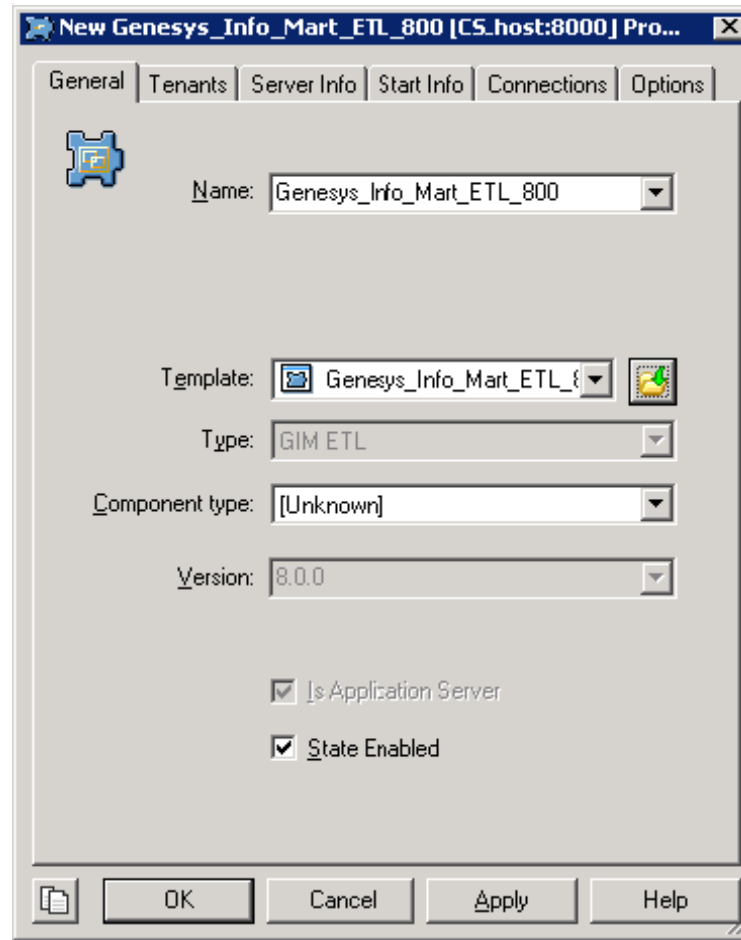 New Genesys_Info_Mart_ETL_800 [CS_host:8000] Pro...
General Tenants Server Info Start Info Connections Options
Name: Genesys_Info_Mart_ETL_800
Template: Genesys_Info_Mart_ETL_8
Type: GIM ETL
Component type: [Unknown]
Version: 8.0.0
Is Application Server
State Enabled
OK Cancel Apply Help